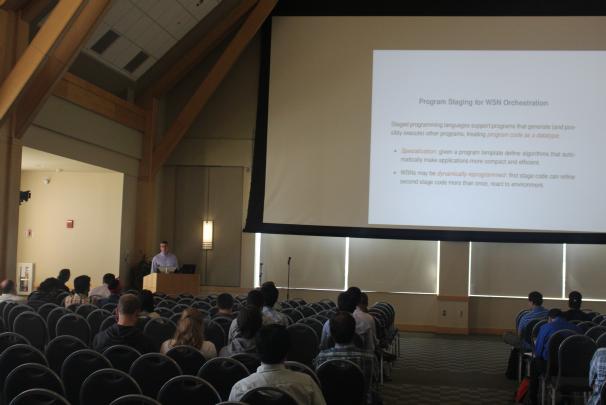 Program Staging for WSN Orchestration
Staged programming languages support programs that generate (and pos-
sibly execute) other programs, treating program code as a datatype.
• Specialization: given a program template define algorithms that auto-
matically make applications more compact and efficient.
• WSNs may be dynamically reprogrammed: first stage code can refine
second stage code more than once, react to environment.